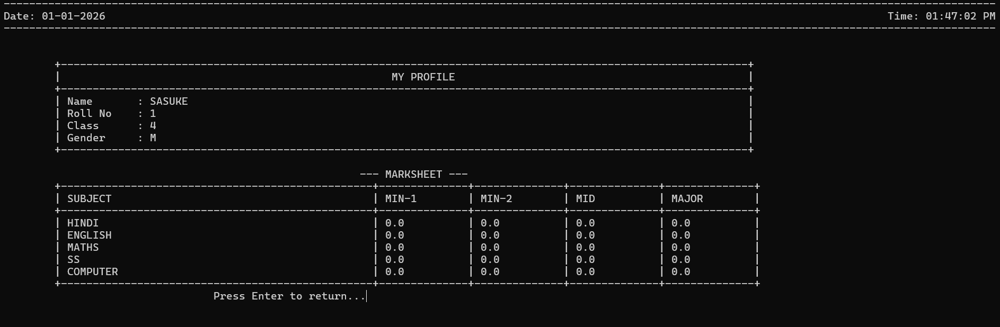 Date: 01-01-2026 Time: 01:47:02 PM
MY PROFILE
Name : SASUKE
Roll No : 1
Class : 4
Gender : M
--- MARKSHEET ---
SUBJECT | MIN-1 | MIN-2 | MID | MAJOR
HINDI | 0.0 | 0.0 | 0.0 | 0.0
ENGLISH | 0.0 | 0.0 | 0.0 | 0.0
MATHS | 0.0 | 0.0 | 0.0 | 0.0
SS | 0.0 | 0.0 | 0.0 | 0.0
COMPUTER | 0.0 | 0.0 | 0.0 | 0.0
Press Enter to return...